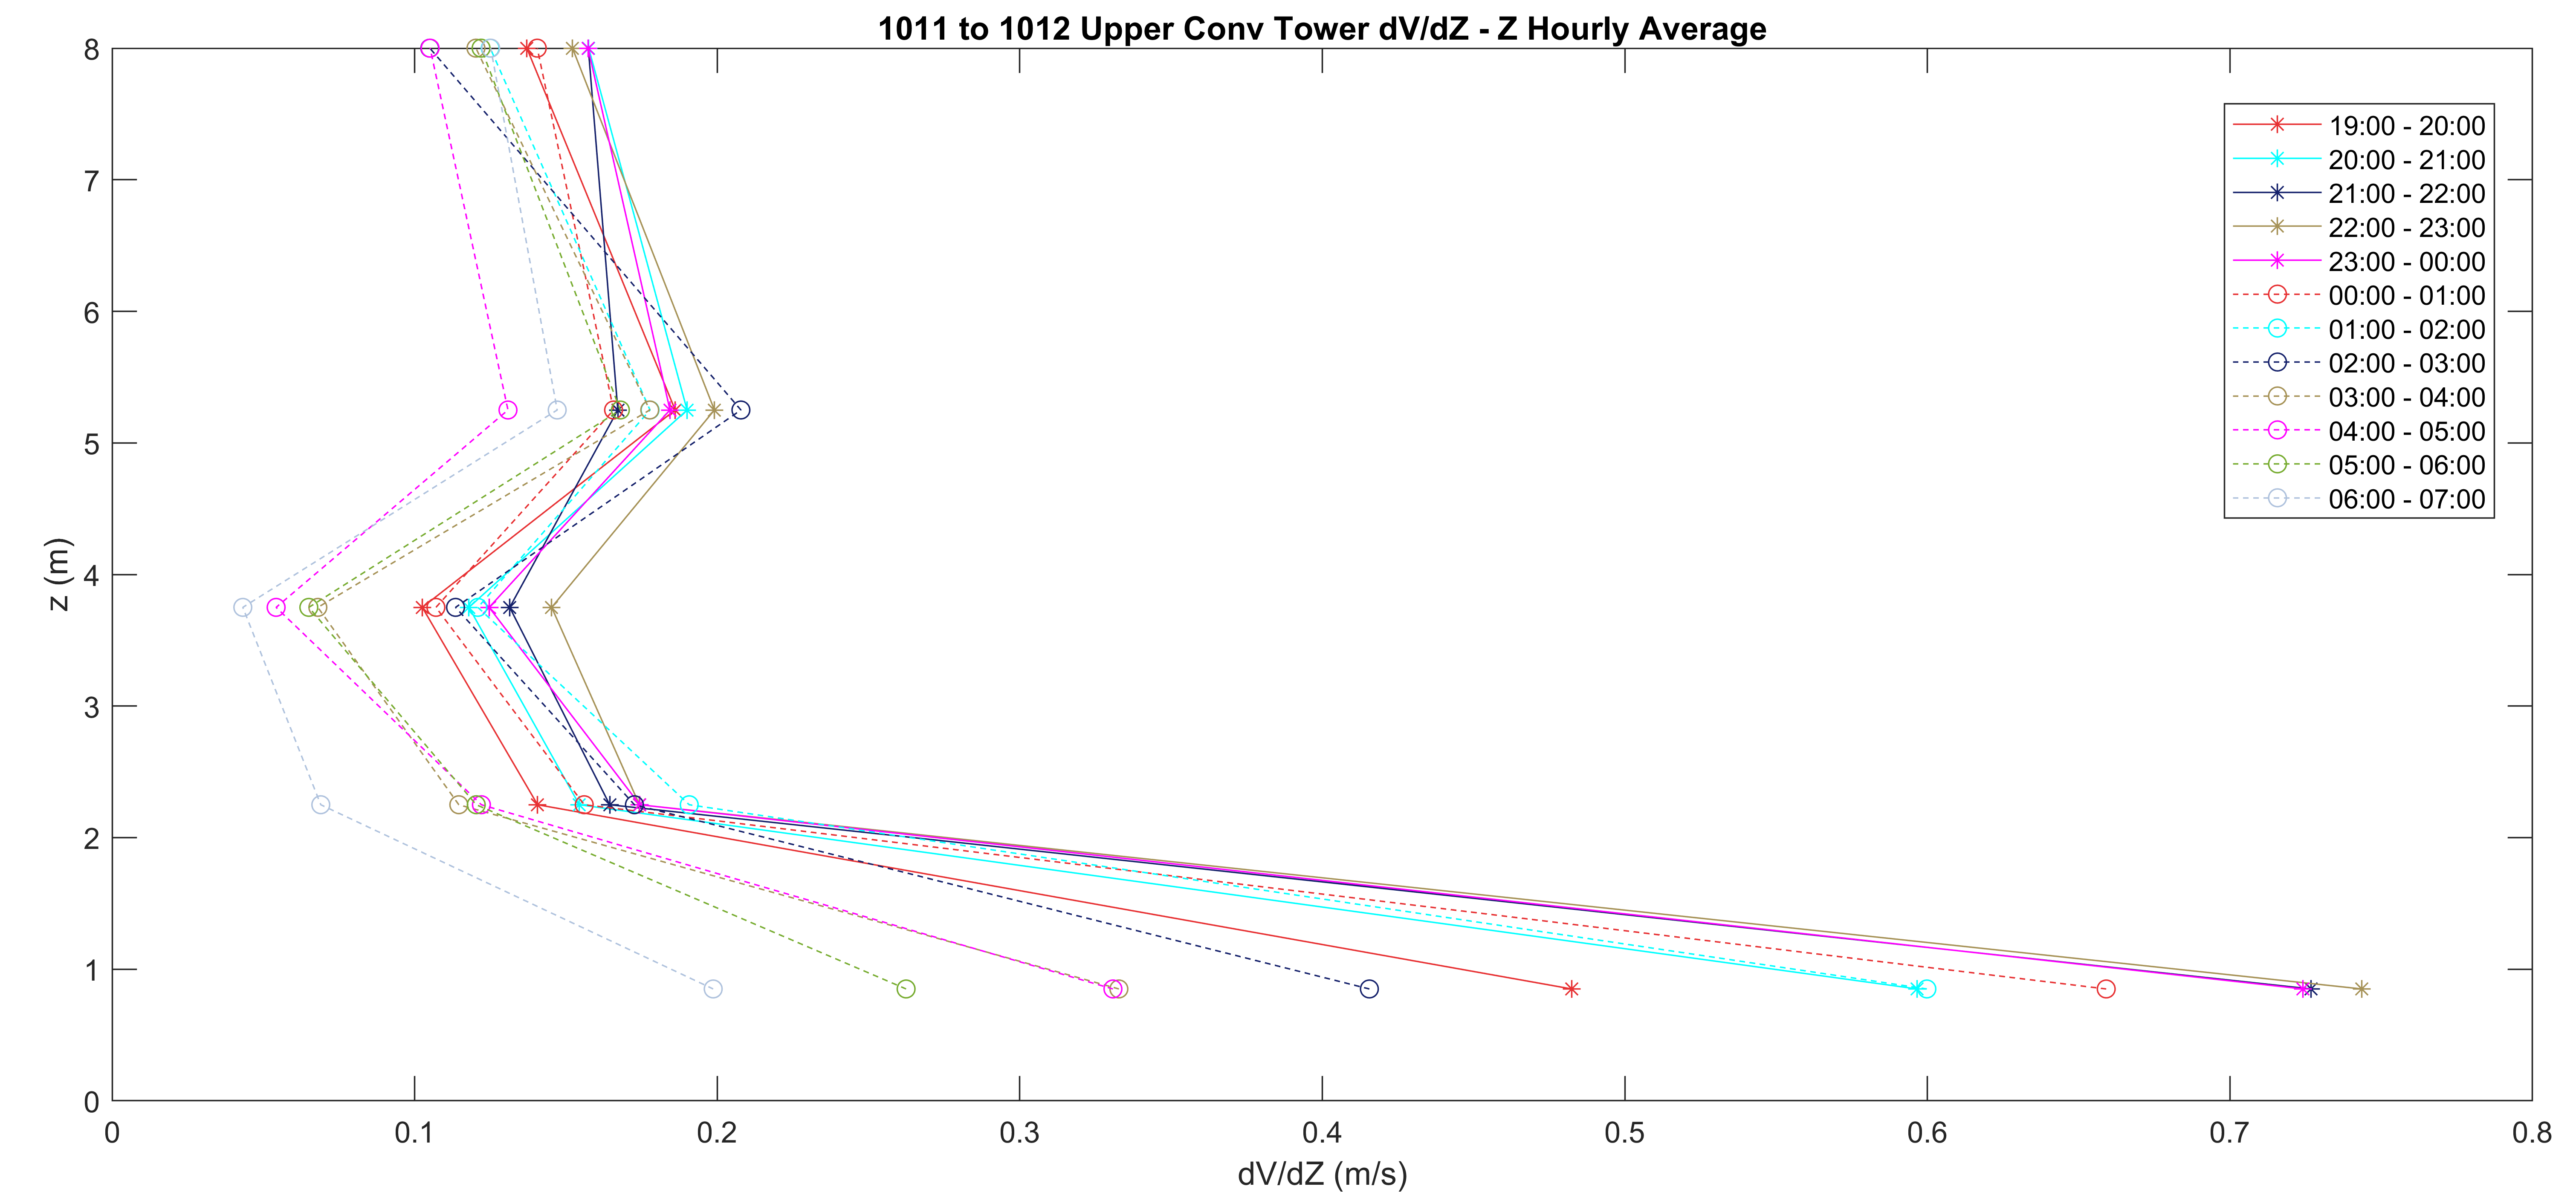 1011 to 1012 Upper Conv Tower dV/dZ - Z Hourly Average
8
7
6
5
4
3
2
1
0
z (m)
19:00 - 20:00
20:00 - 21:00
21:00 - 22:00
22:00 - 23:00
23:00 - 00:00
00:00 - 01:00
01:00 - 02:00
02:00 - 03:00
03:00 - 04:00
04:00 - 05:00
05:00 - 06:00
06:00 - 07:00
0 0.1 0.2 0.3 0.4 0.5 0.6 0.7 0.8
dV/dZ (m/s)